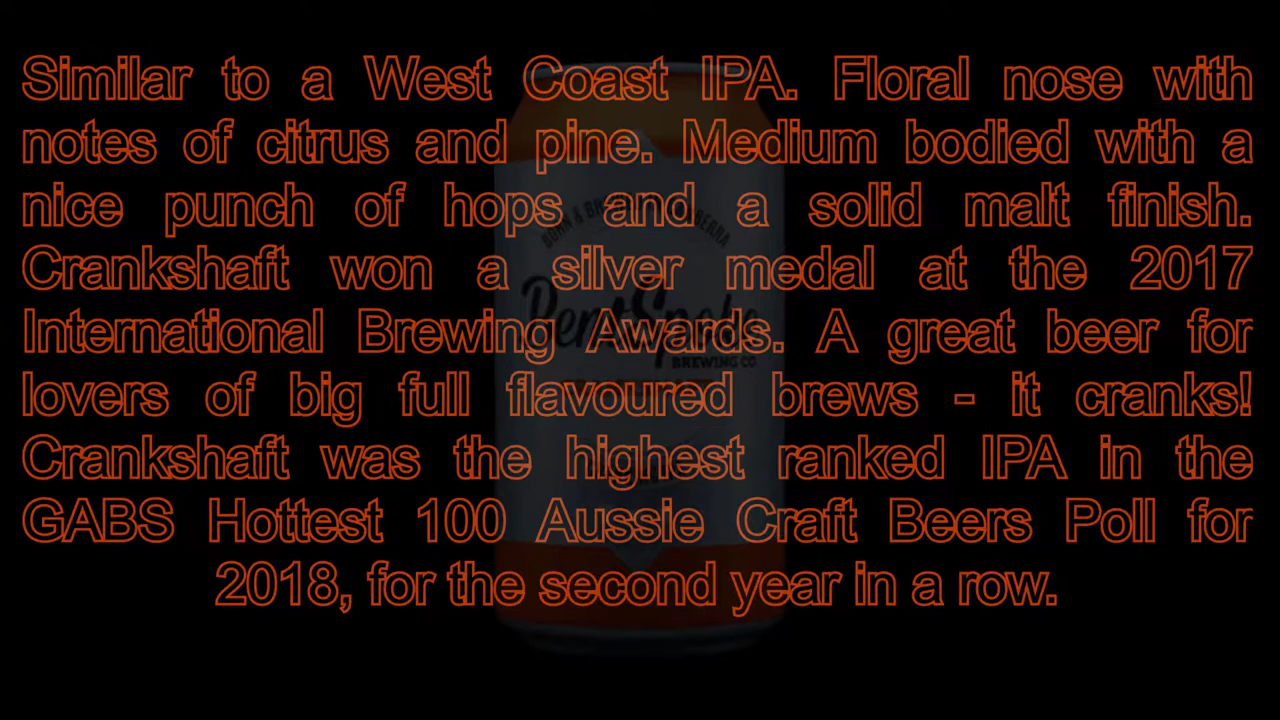 Similar to a West Coast IPA. Floral nose with
notes of citrus and pine. Medium bodied with a
nice punch of hops and a solid malt finish.
Crankshaft won a silver medal at the 2017
International Brewing Awards. A great beer for
lovers of big full flavoured brews - it cranks!
Crankshaft was the highest ranked IPA in the
GABS Hottest 100 Aussie Craft Beers Poll for
2018, for the second year in a row.
BentSpoke
BREWING CO